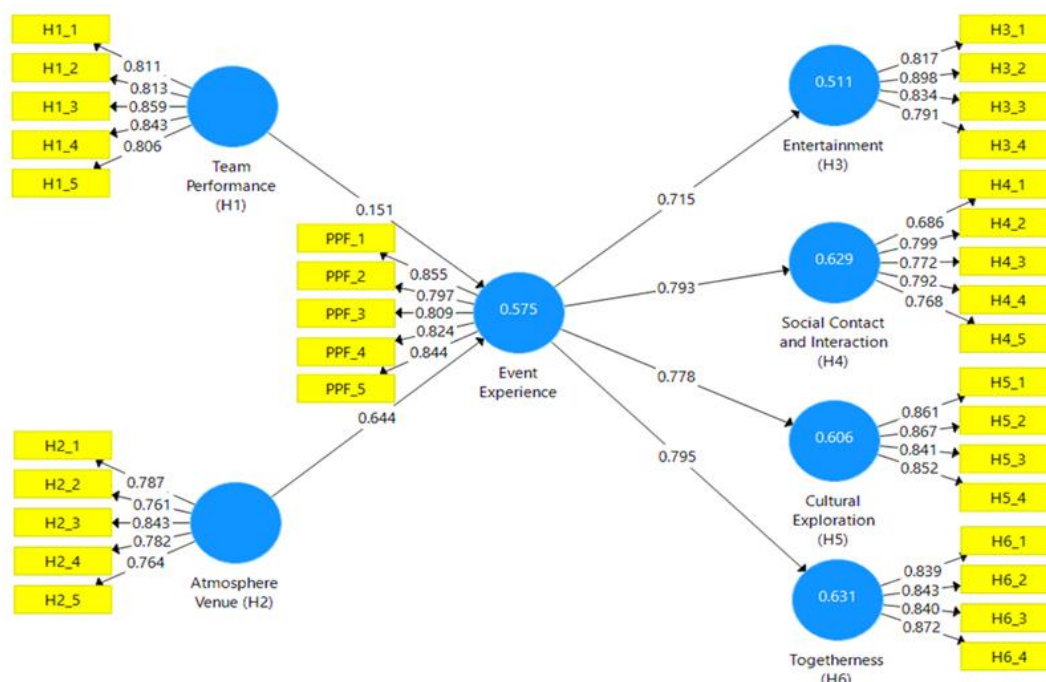 H1_1
H1_2
H1_3
H1_4
H1_5
0.811
0.813
0.859
0.843
0.806
Team
Performance
(H1)
0.151
PPF_1
PPF_2
PPF_3
PPF_4
PPF_5
0.855
0.797
0.809
0.824
0.844
0.575
Event
Experience
H2_1
H2_2
H2_3
H2_4
H2_5
0.787
0.761
0.843
0.782
0.764
Atmosphere
Venue (H2)
0.644
0.715
0.793
0.778
0.795
0.511
Entertainment
(H3)
0.817
0.898
0.834
0.791
H3_1
H3_2
H3_3
H3_4
0.629
Social Contact
and Interaction
(H4)
0.686
0.799
0.772
0.792
0.768
H4_1
H4_2
H4_3
H4_4
H4_5
0.606
Cultural
Exploration
(H5)
0.861
0.867
0.841
0.852
H5_1
H5_2
H5_3
H5_4
0.631
Togetherness
(H6)
0.839
0.843
0.840
0.872
H6_1
H6_2
H6_3
H6_4